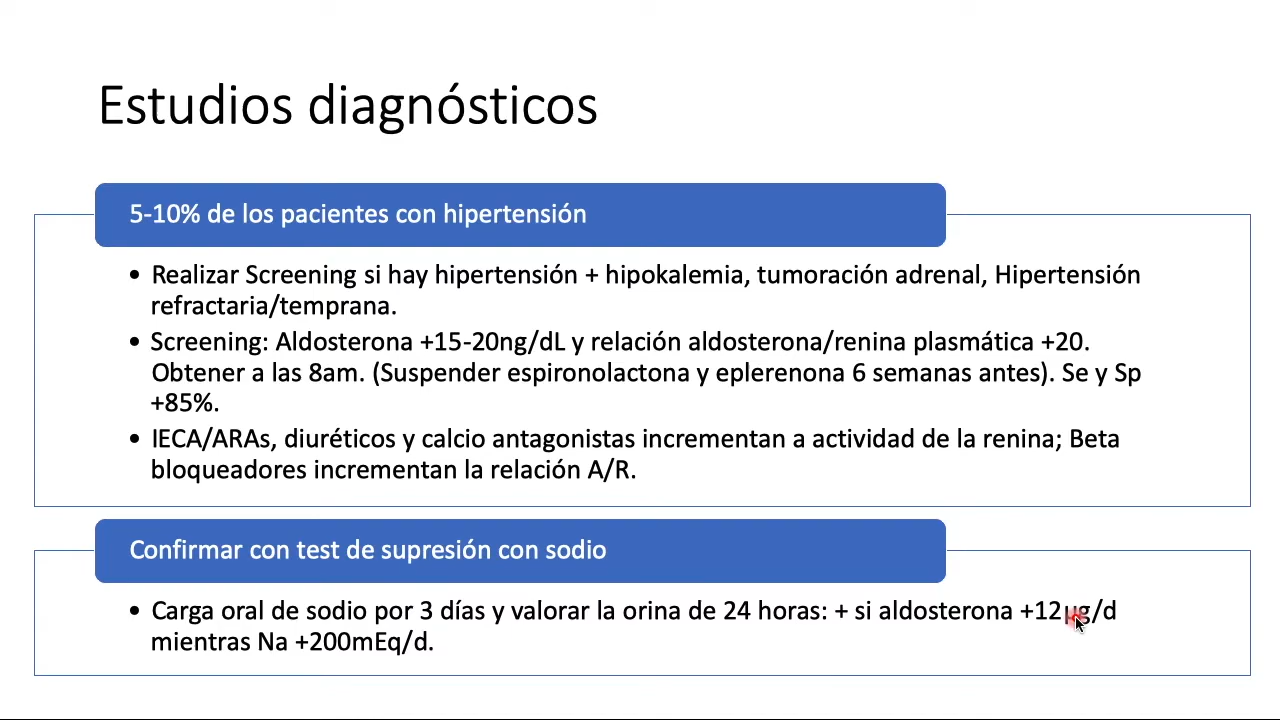 Estudios diagnósticos
5-10% de los pacientes con hipertensión
• Realizar Screening si hay hipertensión + hipokalemia, tumoración adrenal, Hipertensión
refractaria/temprana.
• Screening: Aldosterona +15-20ng/dL y relación aldosterona/renina plasmática +20.
Obtener a las 8am. (Suspender espironolactona y eplerenona 6 semanas antes). Se y Sp
+85%.
• IECA/ARAs, diuréticos y calcio antagonistas incrementan a actividad de la renina; Beta
bloqueadores incrementan la relación A/R.
Confirmar con test de supresión con sodio
• Carga oral de sodio por 3 días y valorar la orina de 24 horas: + si aldosterona +12µg/d
mientras Na +200mEq/d.